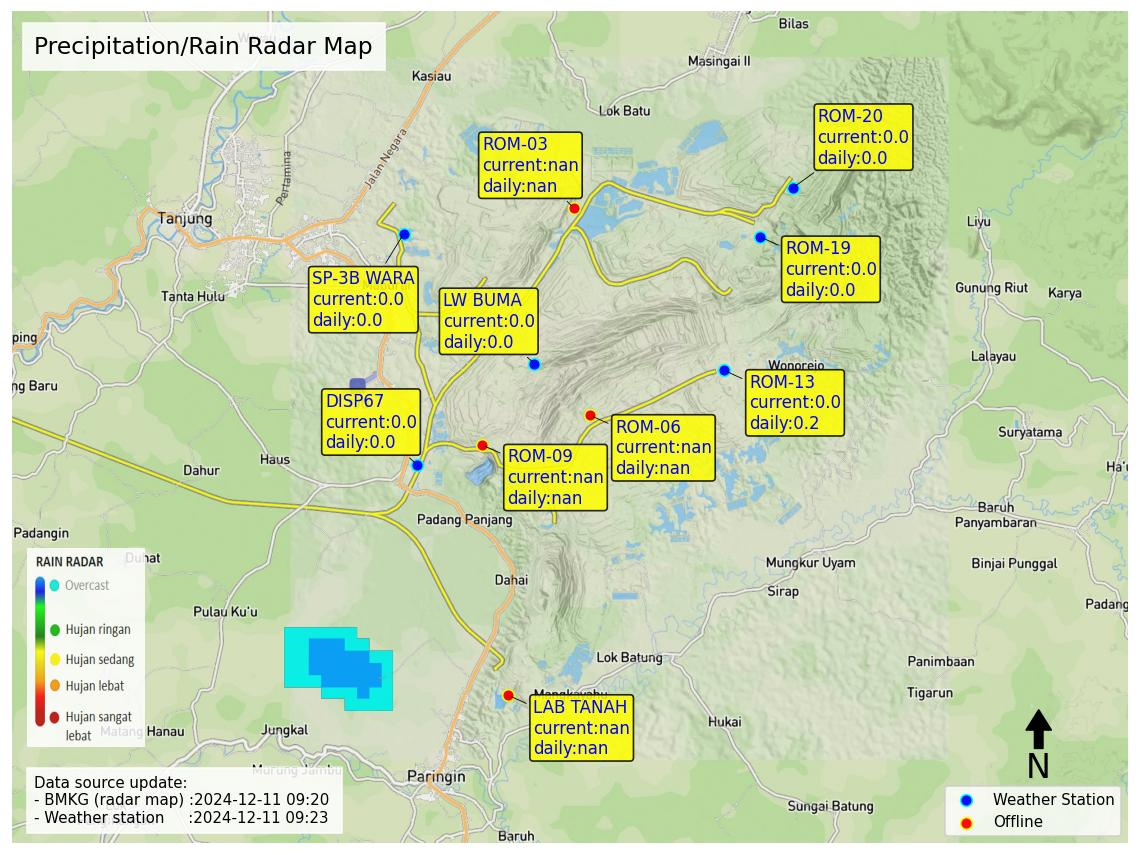 Precipitation/Rain Radar Map
Bilas
Masingai II
Kasiau
Lok Batu
ROM-20
current:0.0
daily:0.0
ROM-03
current:nan
daily:nan
Jalan Negara
Pertamina
Tanjung
Liyu
ROM-19
current:0.0
daily:0.0
SP-3B WARA
current:0.0
daily:0.0
Tanta Hulu
LW BUMA
current:0.0
daily:0.0
Gunung Riut
Karya
ping
Lalayau
Wonorejo
ng Baru
ROM-13
current:0.0
daily:0.2
DISP67
current:0.0
daily:0.0
ROM-06
current:nan
daily:nan
Suryatama
Haus
Dahur
ROM-09
current:nan
daily:nan
Ha'u
Baruh
Panyambaran
Padang Panjang
Padangin
Duhat
RAIN RADAR
Overcast
Hujan ringan
Hujan sedang
Hujan lebat
Hujan sangat
lebat
Mungkur Uyam
Binjai Punggal
Dahai
Sirap
Padang
Pulau Ku'u
Lok Batung
Panimbaan
Tigarun
Mangkayahu
LAB TANAH
current:nan
daily:nan
Hukai
Matang Hanau
Jungkal
Murung Jambu
Paringin
N
Data source update:
- BMKG (radar map) :2024-12-11 09:20
- Weather station :2024-12-11 09:23
Sungai Batung
Baruh
Weather Station
Offline